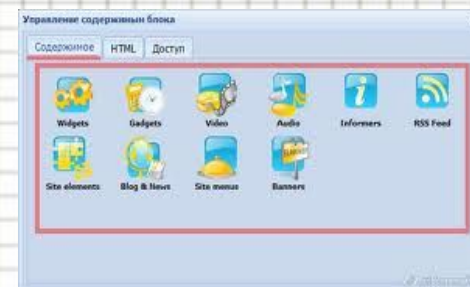 Управление содержимым блока
Содержимое HTML Доступ
Widgets Gadgets Video Audio Informers RSS Feed
Site elements Blog & News Site menus Banners